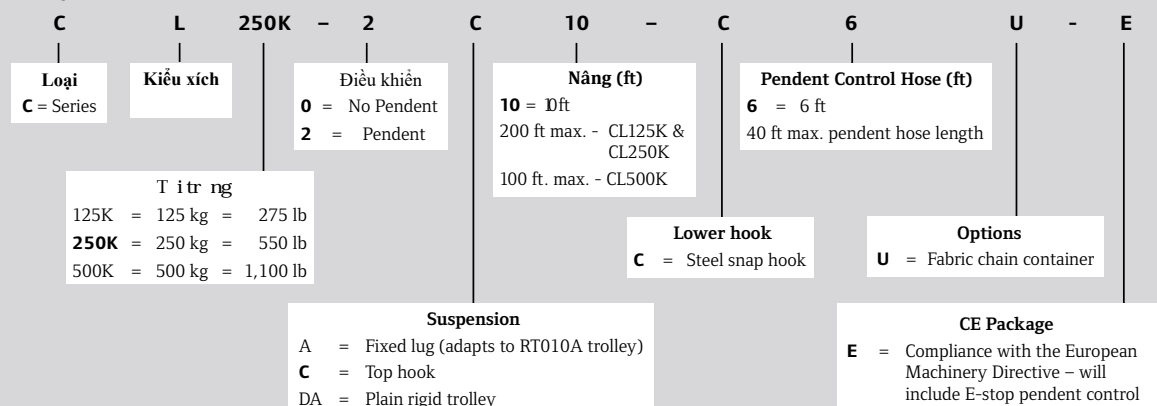 C L 250K – 2 C 10 – C 6 U - E
Loại
C = Series
Kiểu xích
Điều khiển
0 = No Pendent
2 = Pendent
Nâng (ft)
10 = 10ft
200 ft max. - CL125K &
CL250K
100 ft. max. - CL500K
Pendent Control Hose (ft)
6 = 6 ft
40 ft max. pendent hose length
T i tr ng
125K = 125 kg = 275 lb
250K = 250 kg = 550 lb
500K = 500 kg = 1,100 lb
Lower hook
C = Steel snap hook
Options
U = Fabric chain container
Suspension
A = Fixed lug (adapts to RT010A trolley)
C = Top hook
DA = Plain rigid trolley
CE Package
E = Compliance with the European
Machinery Directive – will
include E-stop pendent control